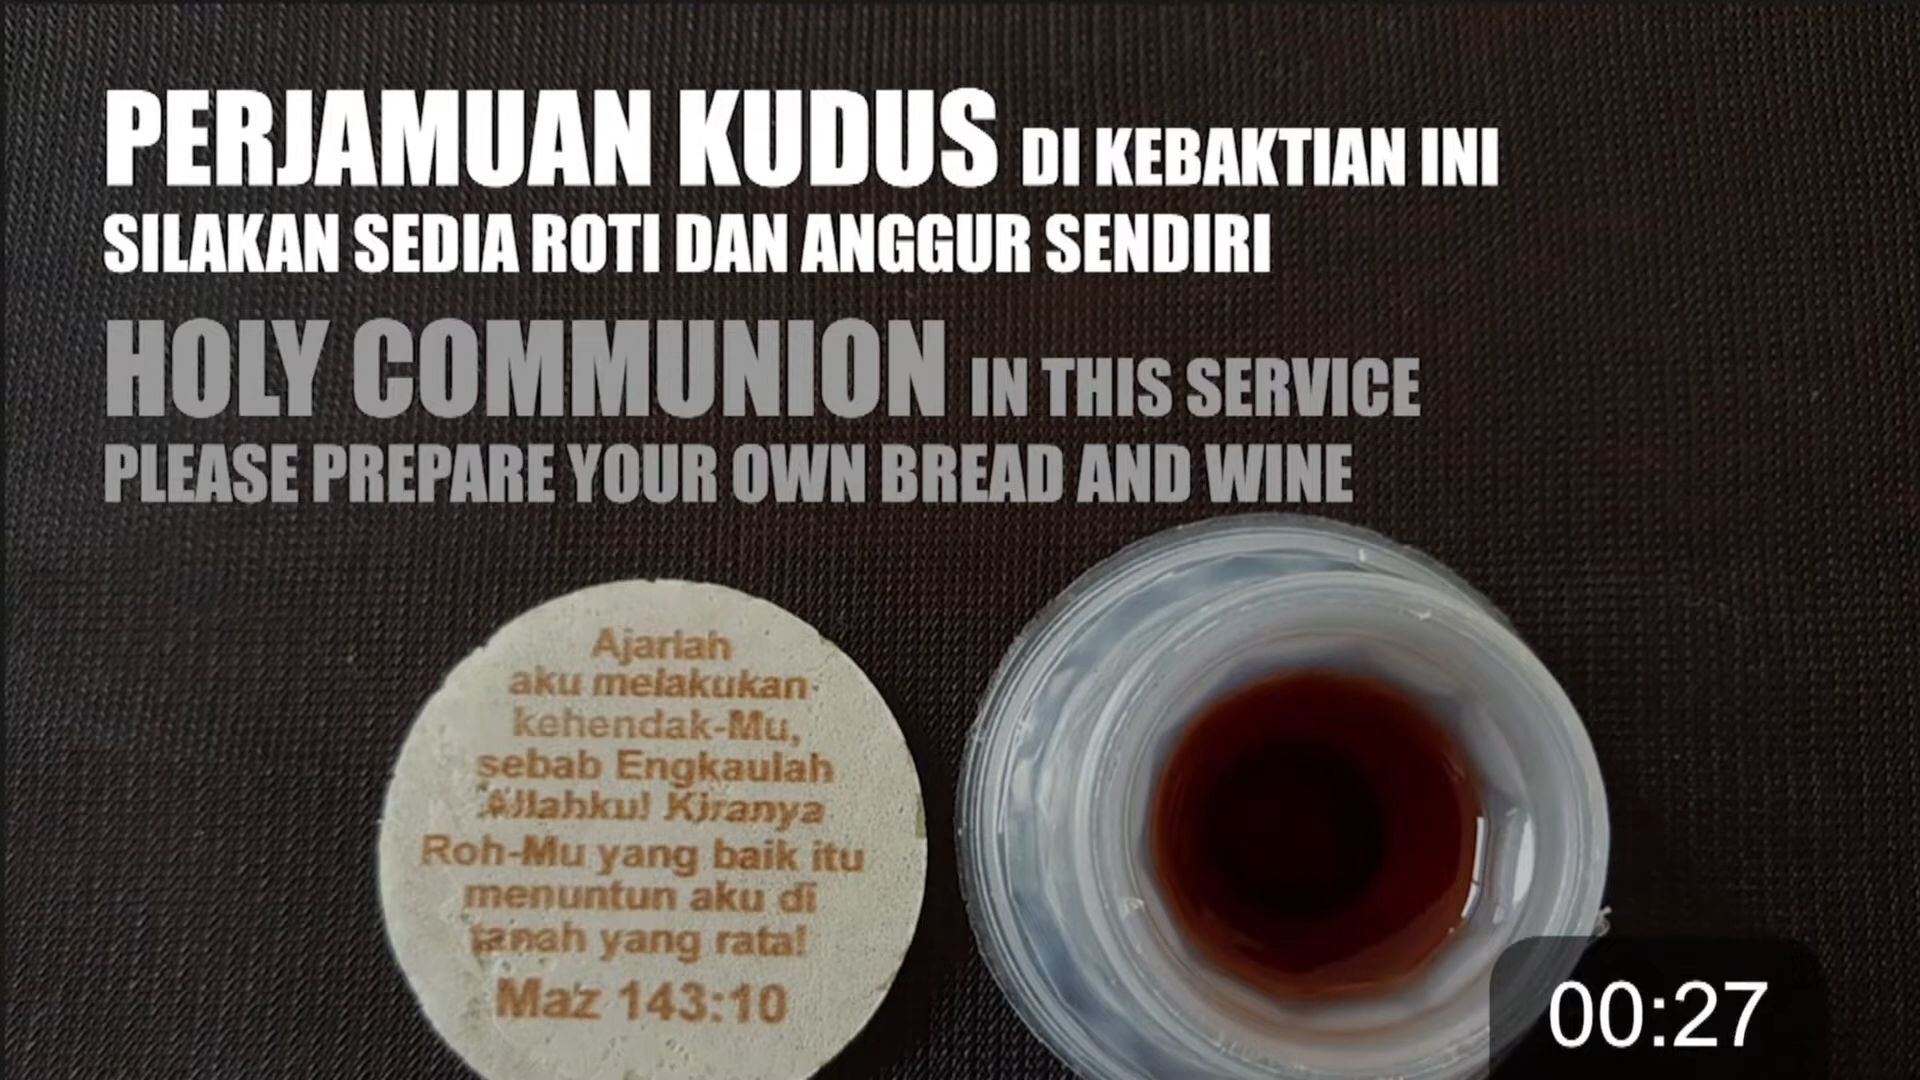 PERJAMUAN KUDUS DI KEBAKTIAN INI
SILAKAN SEDIA ROTI DAN ANGGUR SENDIRI
HOLY COMMUNION IN THIS SERVICE
PLEASE PREPARE YOUR OWN BREAD AND WINE
Ajarlah
aku melakukan
kehendak-Mu,
sebab Engkaulah
Allahku! Kiranya
Roh-Mu yang baik itu
menuntun aku di
tanah yang rata!
Maz 143:10
00:27